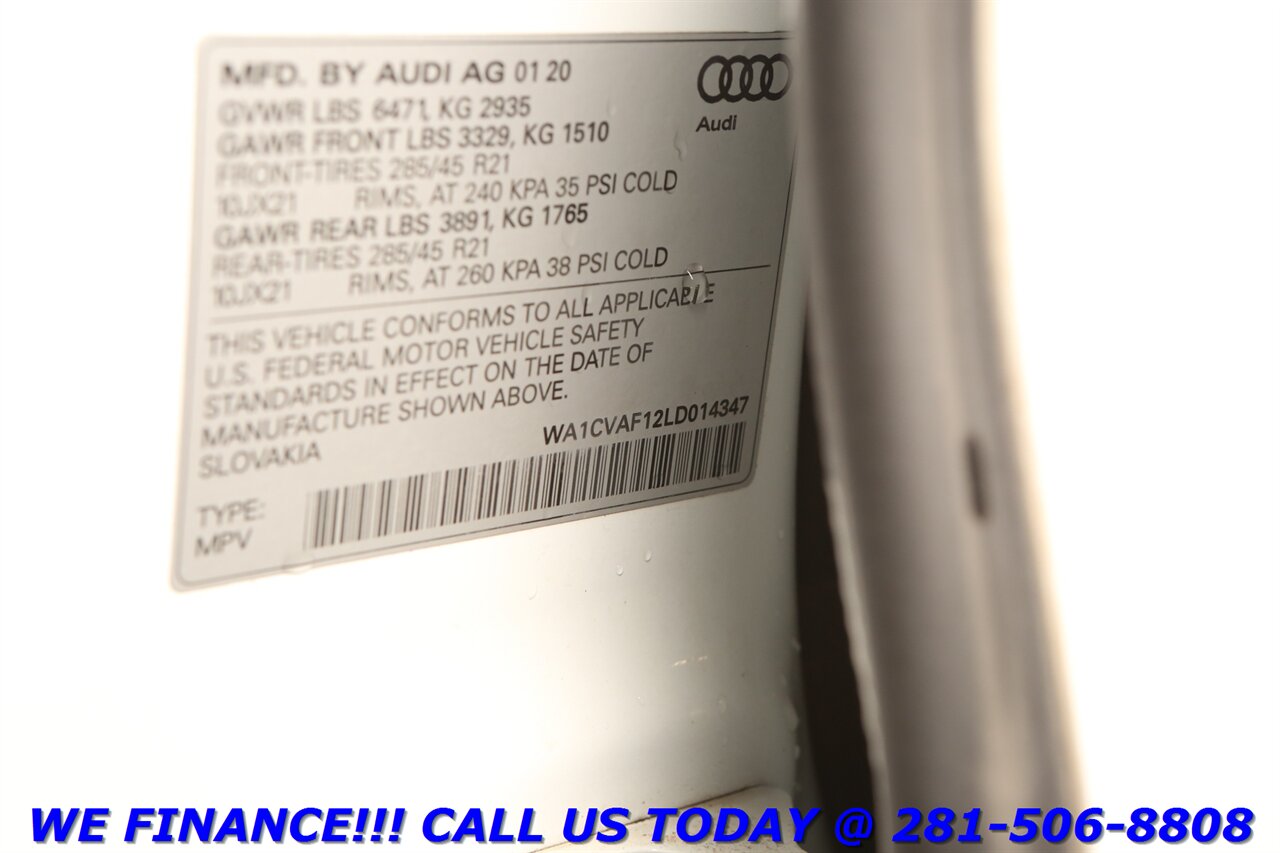 MFD. BY AUDI AG 01 20
Audi
GVWR LBS 6471, KG 2935
GAWR FRONT LBS 3329, KG 1510
FRONT-TIRES 285/45 R21
10JX21 RIMS, AT 240 KPA 35 PSI COLD
GAWR REAR LBS 3891, KG 1765
REAR-TIRES 285/45 R21
10JX21 RIMS, AT 260 KPA 38 PSI COLD
THIS VEHICLE CONFORMS TO ALL APPLICABLE
U.S. FEDERAL MOTOR VEHICLE SAFETY
STANDARDS IN EFFECT ON THE DATE OF
MANUFACTURE SHOWN ABOVE.
SLOVAKIA
WA1CVAF12LD014347
TYPE:
MPV
WE FINANCE!!! CALL US TODAY @ 281-506-8808